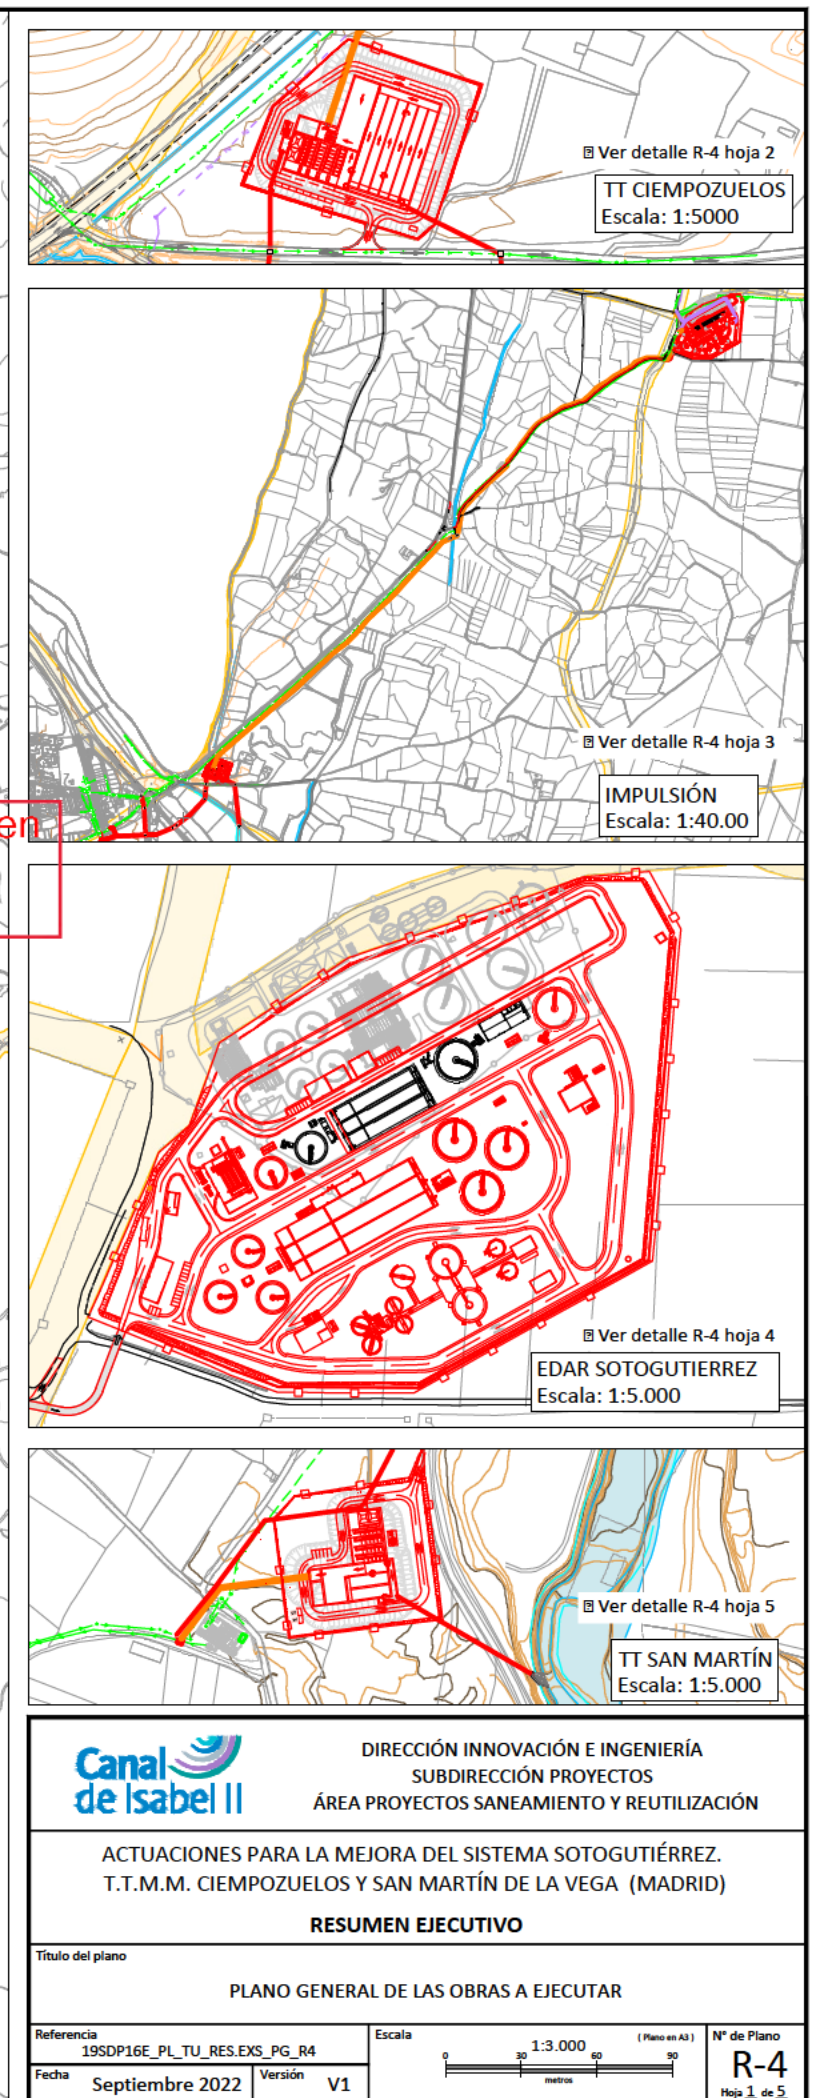 Ver detalle R-4 hoja 2
TT CIEMPOZUELOS
Escala: 1:5000
Ver detalle R-4 hoja 3
IMPULSIÓN
Escala: 1:40.00
en
Ver detalle R-4 hoja 4
EDAR SOTOGUTIERREZ
Escala: 1:5.000
Ver detalle R-4 hoja 5
TT SAN MARTÍN
Escala: 1:5.000
Canal
de Isabel II
DIRECCIÓN INNOVACIÓN E INGENIERÍA
SUBDIRECCIÓN PROYECTOS
ÁREA PROYECTOS SANEAMIENTO Y REUTILIZACIÓN
ACTUACIONES PARA LA MEJORA DEL SISTEMA SOTOGUTIÉRREZ.
T.T.M.M. CIEMPOZUELOS Y SAN MARTÍN DE LA VEGA (MADRID)
RESUMEN EJECUTIVO
Título del plano
PLANO GENERAL DE LAS OBRAS A EJECUTAR
Referencia
19SDP16E_PL_TU_RES.EXS_PG_R4
Fecha
Septiembre 2022
Versión
V1
Escala
1:3.000
( Plano en A3 )
0 30 60 90
metros
Nº de Plano
R-4
Hoja 1 de 5